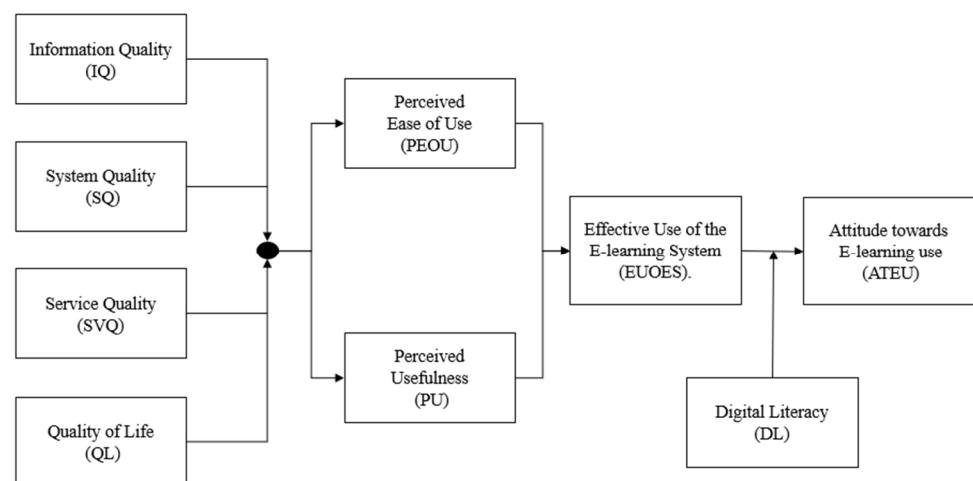 Information Quality
(IQ)
System Quality
(SQ)
Service Quality
(SVQ)
Quality of Life
(QL)
Perceived
Ease of Use
(PEOU)
Perceived
Usefulness
(PU)
Effective Use of the
E-learning System
(EUOES).
Attitude towards
E-learning use
(ATEU)
Digital Literacy
(DL)